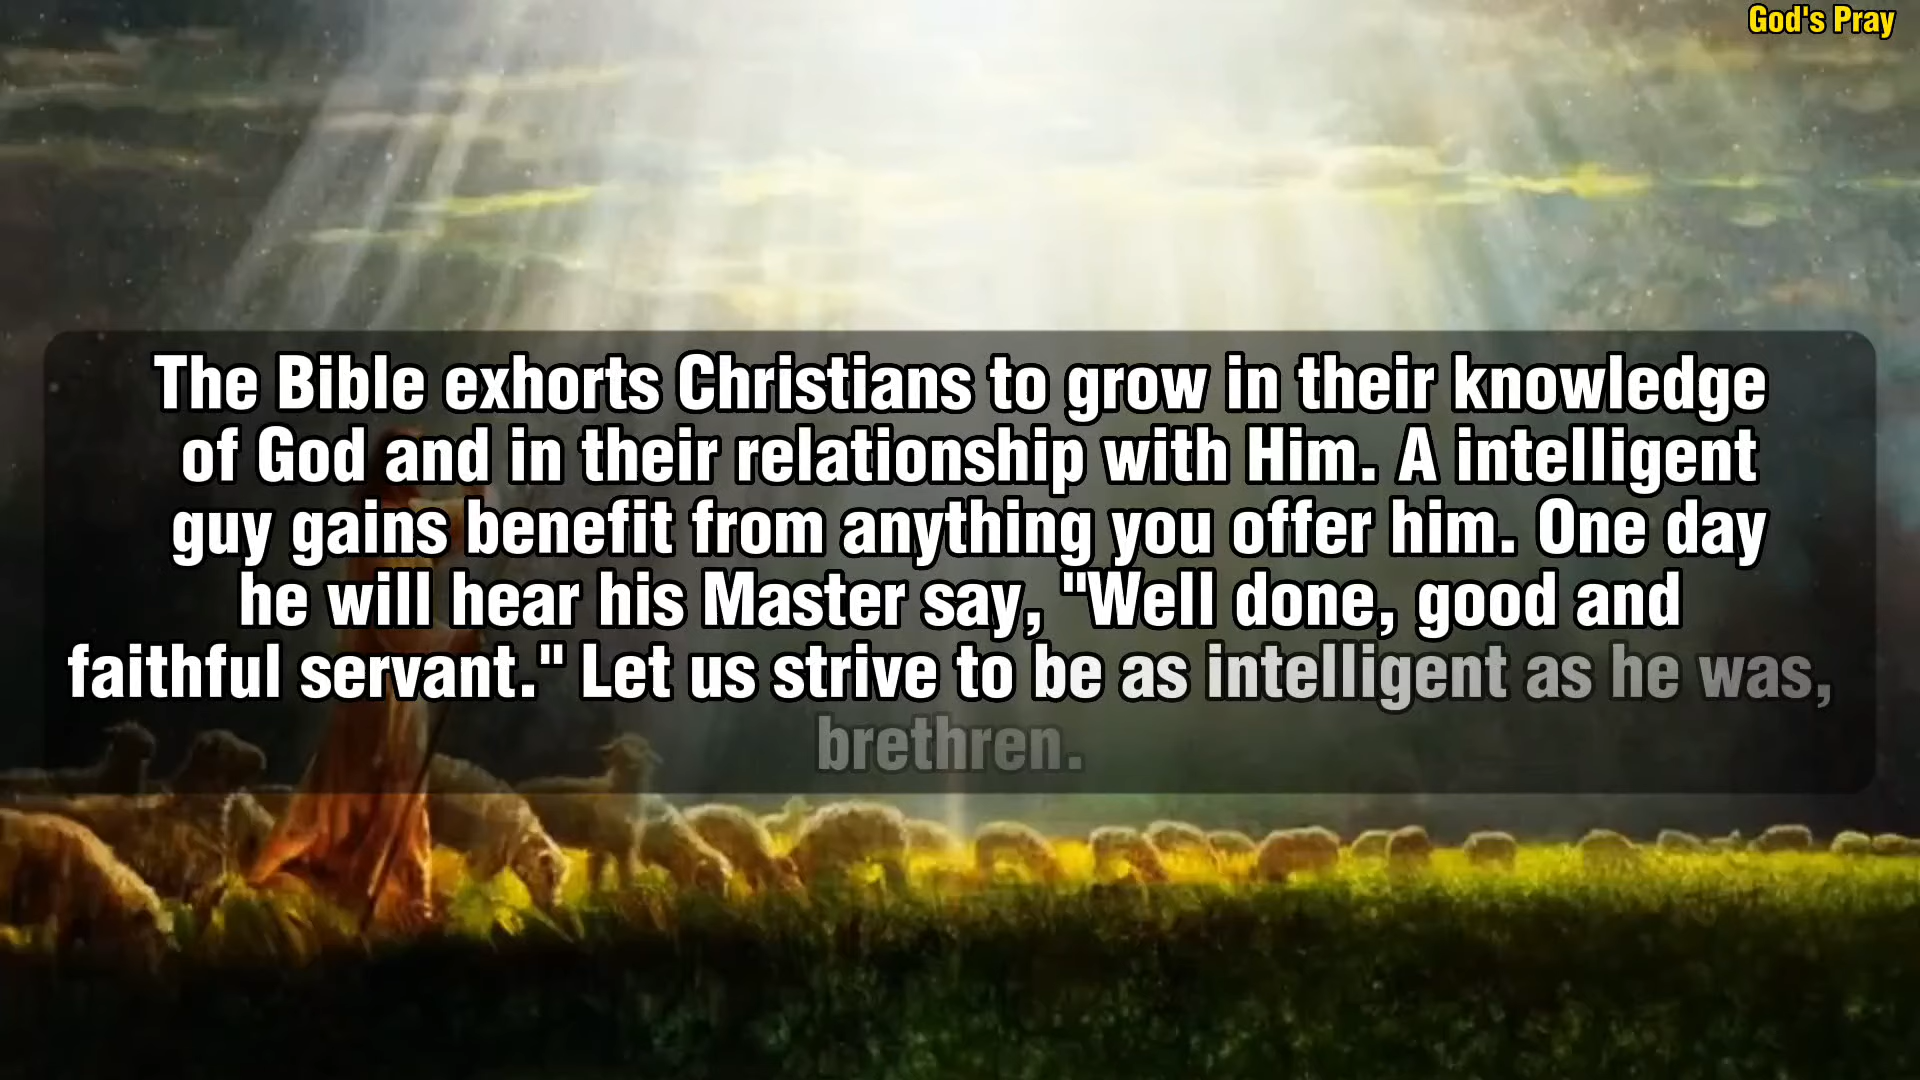 God's Pray
The Bible exhorts Christians to grow in their knowledge
of God and in their relationship with Him. A intelligent
guy gains benefit from anything you offer him. One day
he will hear his Master say, "Well done, good and
faithful servant." Let us strive to be as intelligent as he was,
brethren.